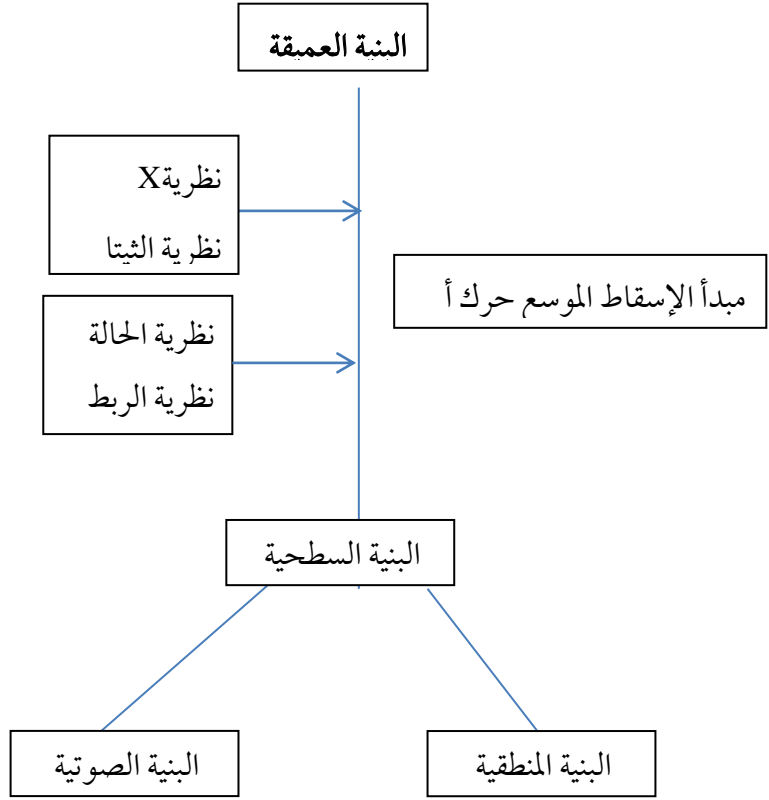 البنية العميقة
نظريةX
نظرية الثيتا
مبدأ الإسقاط الموسع حرك أ
نظرية الحالة
نظرية الربط
البنية السطحية
البنية المنطقية
البنية الصوتية